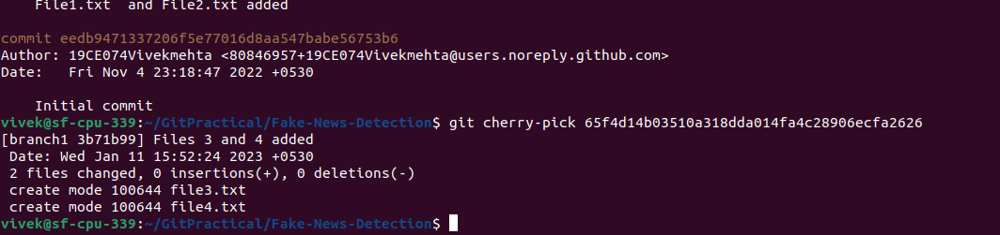 File1.txt  and File2.txt added
commit eedb9471337206f5e77016d8aa547babe56753b6
Author: 19CE074Vivekmehta <80846957+19CE074Vivekmehta@users.noreply.github.com>
Date:   Fri Nov 4 23:18:47 2022 +0530
Initial commit
vivek@sf-cpu-339:~/GitPractical/Fake-News-Detection$ git cherry-pick 65f4d14b03510a318dda014fa4c28906ecfa2626
[branch1 3b71b99] Files 3 and 4 added
Date: Wed Jan 11 15:52:24 2023 +0530
2 files changed, 0 insertions(+), 0 deletions(-)
create mode 100644 file3.txt
create mode 100644 file4.txt
vivek@sf-cpu-339:~/GitPractical/Fake-News-Detection$